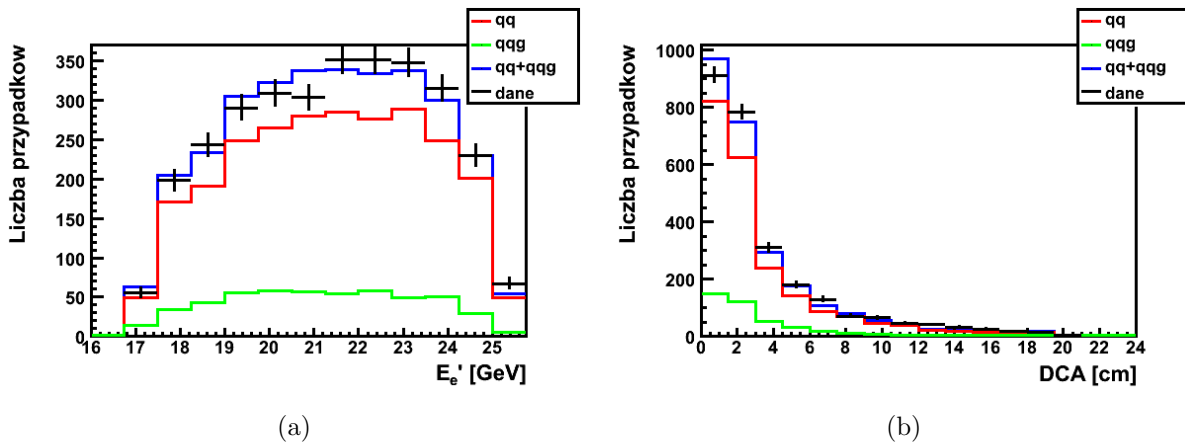 qq
qqg
qq+qqg
dane
Liczba przypadkow
350
300
250
200
150
100
50
0
16 17 18 19 20 21 22 23 24 25
E_e' [GeV]
(a)
qq
qqg
qq+qqg
dane
Liczba przypadkow
1000
800
600
400
200
0
0 2 4 6 8 10 12 14 16 18 20 22 24
DCA [cm]
(b)